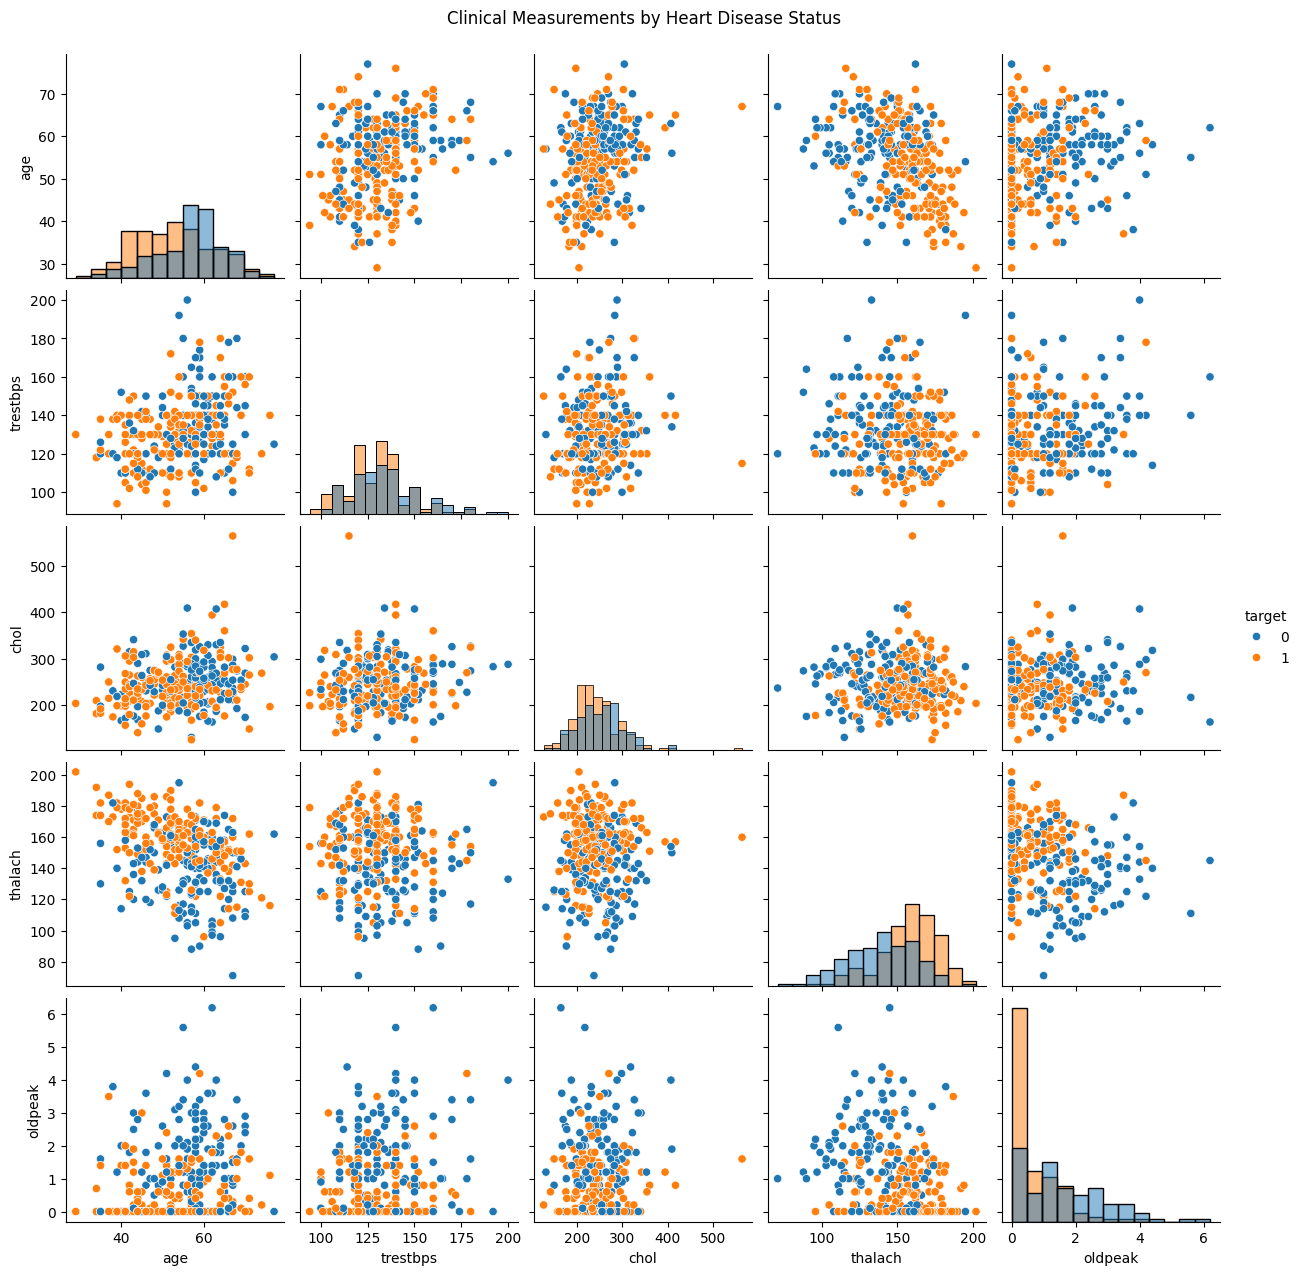 Clinical Measurements by Heart Disease Status
age
70
60
50
40
30
trestbps
200
180
160
140
120
100
chol
500
400
300
200
thalach
200
180
160
140
120
100
80
oldpeak
6
5
4
3
2
1
0
40 60
100 125 150 175 200
200 300 400 500
100 150 200
0 2 4 6
age trestbps chol thalach oldpeak
target
0
1